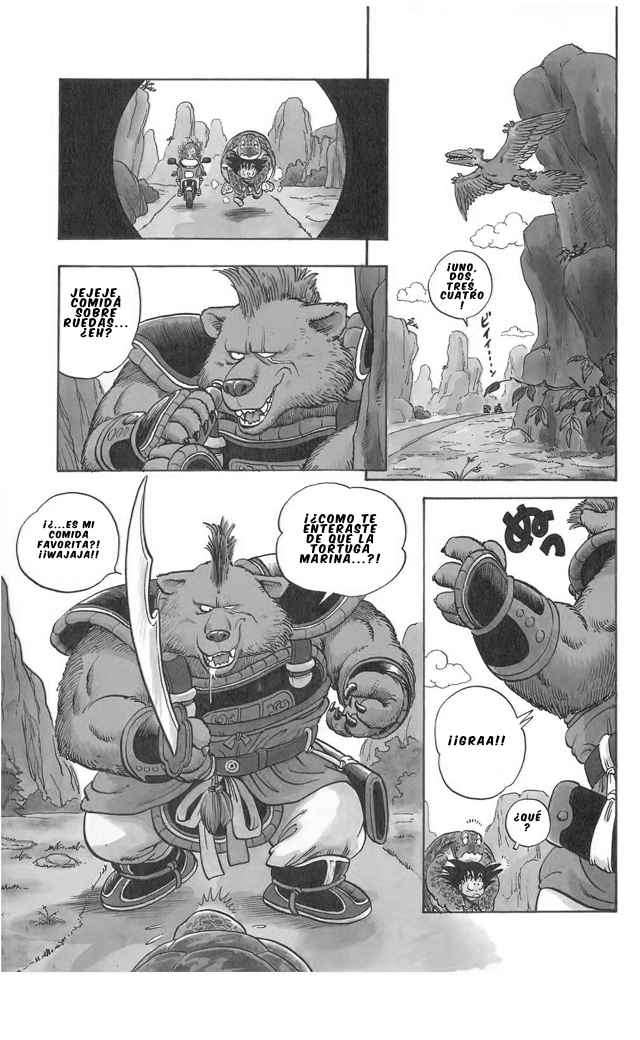 ¡UNO,
DOS,
TRES,
CUATRO
!
JEJEJE,
COMIDA
SOBRE
RUEDAS...
¿EH?
ぬっ
¡¡GRAA!!
¿QUÉ
?
¡¿COMO TE
ENTERASTE
DE QUE LA
TORTUGA
MARINA...?!
¡¿...ES MI
COMIDA
FAVORITA?!
¡¡WAJAJA!!